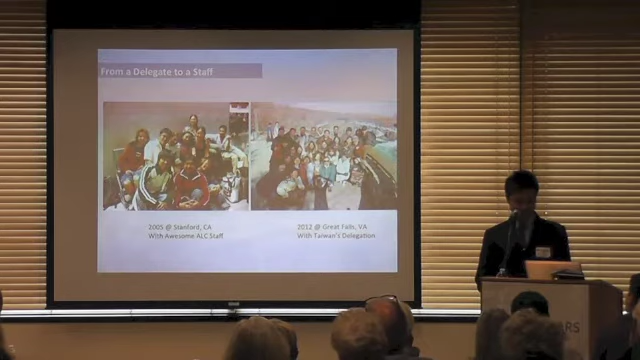 From a Delegate to a Staff
2005 @ Stanford, CA
With Awesome ALC Staff
2012 @ Great Falls, VA
With Taiwan's Delegation